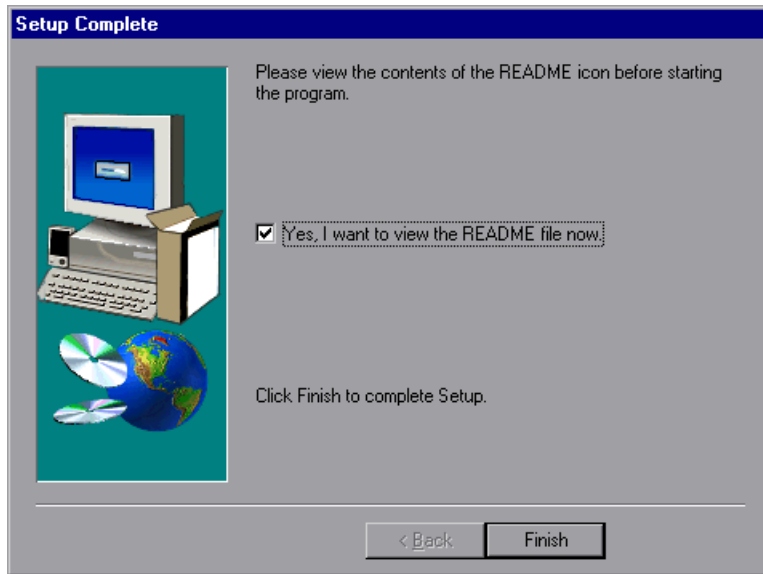 Setup Complete
Please view the contents of the README icon before starting
the program.
Yes, I want to view the README file now.
Click Finish to complete Setup.
< Back
Finish